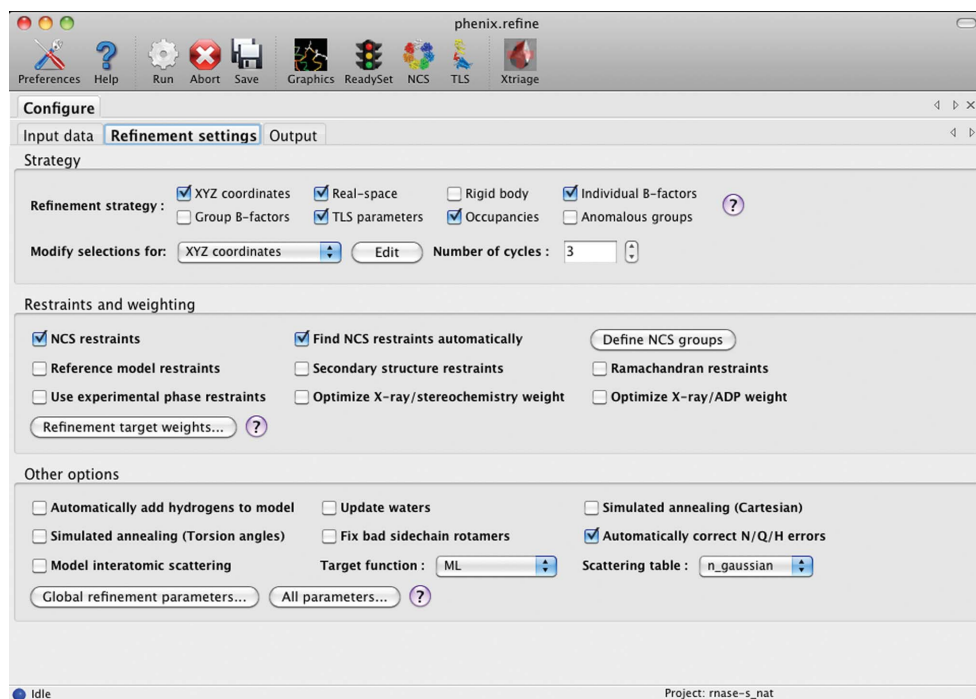 phenix.refine
Preferences Help Run Abort Save Graphics ReadySet NCS TLS Xtriage
Configure
Input data Refinement settings Output
Strategy
Refinement strategy : XYZ coordinates Real-space Rigid body Individual B-factors ?
Group B-factors TLS parameters Occupancies Anomalous groups
Modify selections for: XYZ coordinates Edit Number of cycles : 3
Restraints and weighting
NCS restraints Find NCS restraints automatically Define NCS groups
Reference model restraints Secondary structure restraints Ramachandran restraints
Use experimental phase restraints Optimize X-ray/stereochemistry weight Optimize X-ray/ADP weight
Refinement target weights... ?
Other options
Automatically add hydrogens to model Update waters Simulated annealing (Cartesian)
Simulated annealing (Torsion angles) Fix bad sidechain rotamers Automatically correct N/Q/H errors
Model interatomic scattering Target function : ML Scattering table : n_gaussian
Global refinement parameters... All parameters... ?
Idle Project: rnase-s_nat